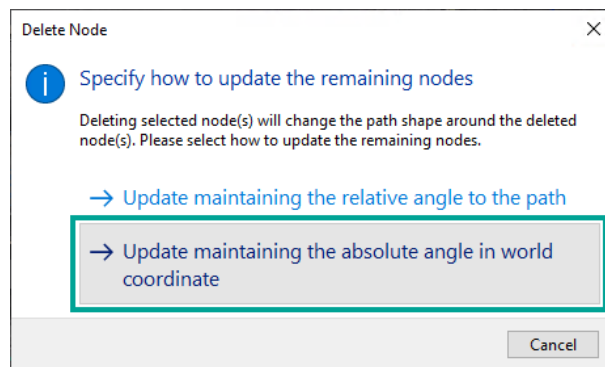 Delete Node
Specify how to update the remaining nodes
Deleting selected node(s) will change the path shape around the deleted
node(s). Please select how to update the remaining nodes.
Update maintaining the relative angle to the path
Update maintaining the absolute angle in world
coordinate
Cancel